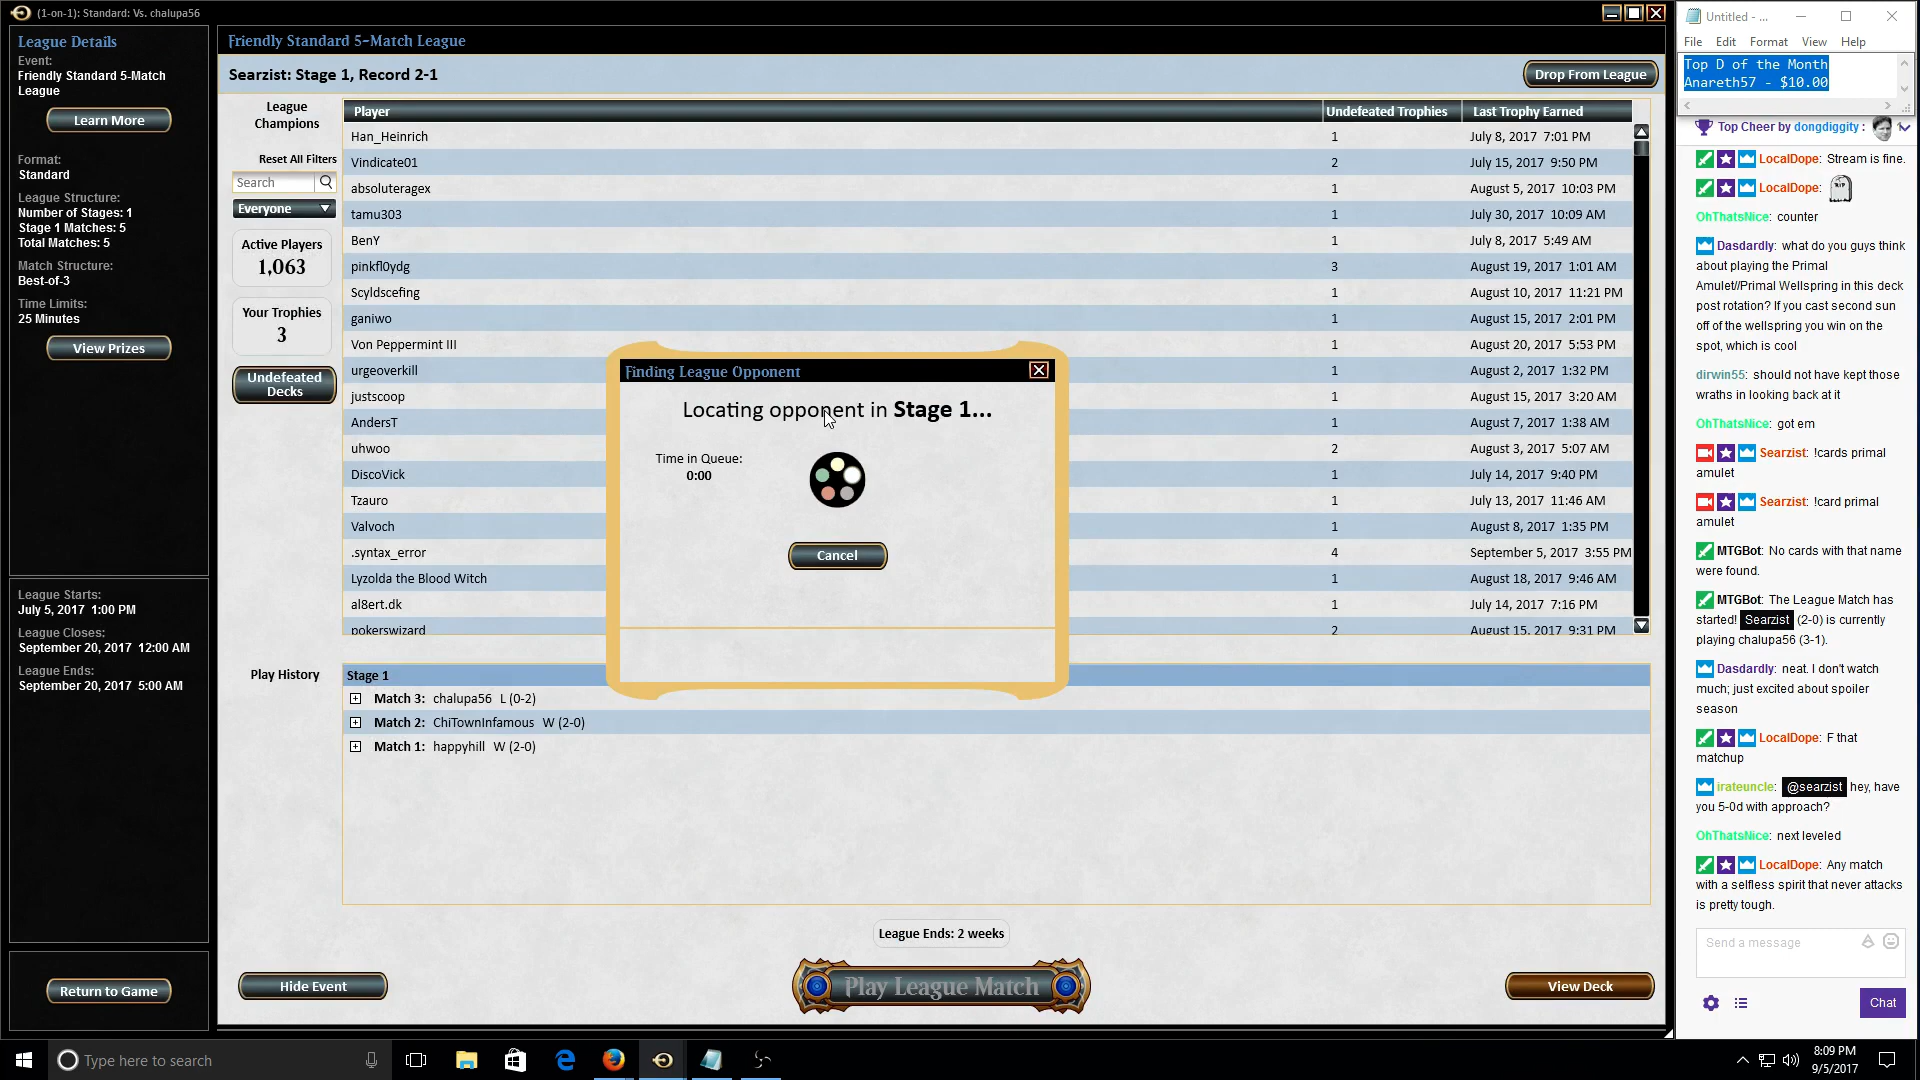 (1-on-1): Standard: Vs. chalupa56
League Details
Event:
Friendly Standard 5-Match
League
Learn More
Format:
Standard
League Structure:
Number of Stages: 1
Stage 1 Matches: 5
Total Matches: 5
Match Structure:
Best-of-3
Time Limits:
25 Minutes
View Prizes
League Starts:
July 5, 2017 1:00 PM
League Closes:
September 20, 2017 12:00 AM
League Ends:
September 20, 2017 5:00 AM
Return to Game
Friendly Standard 5-Match League
Searzist: Stage 1, Record 2-1
Drop From League
League
Champions
Reset All Filters
Search
Everyone
Active Players
1,063
Your Trophies
3
Undefeated
Decks
Player Undefeated Trophies Last Trophy Earned
Han_Heinrich 1 July 8, 2017 7:01 PM
Vindicate01 2 July 15, 2017 9:50 PM
absoluteragex 1 August 5, 2017 10:03 PM
tamu303 1 July 30, 2017 10:09 AM
BenY 1 July 8, 2017 5:49 AM
pinkfl0ydg 3 August 19, 2017 1:01 AM
Scyldscefing 1 August 10, 2017 11:21 PM
ganiwo 1 August 15, 2017 2:01 PM
Von Peppermint III 1 August 20, 2017 5:53 PM
urgeoverkill 1 August 2, 2017 1:32 PM
justscoop 1 August 15, 2017 3:20 AM
AndersT 1 August 7, 2017 1:38 AM
uhwoo 2 August 3, 2017 5:07 AM
DiscoVick 1 July 14, 2017 9:40 PM
Tzauro 1 July 13, 2017 11:46 AM
Valvoch 1 August 8, 2017 1:35 PM
.syntax_error 4 September 5, 2017 3:55 PM
Lyzolda the Blood Witch 1 August 18, 2017 9:46 AM
al8ert.dk 1 July 14, 2017 7:16 PM
pokerswizard 2 August 15, 2017 9:31 PM
Finding League Opponent
Locating opponent in Stage 1...
Time in Queue:
0:00
Cancel
Play History
Stage 1
Match 3: chalupa56 L (0-2)
Match 2: ChiTownInfamous W (2-0)
Match 1: happyhill W (2-0)
League Ends: 2 weeks
Hide Event
Play League Match
View Deck
Untitled - ...
File Edit Format View Help
Top D of the Month
Anareth57 - $10.00
Top Cheer by dongdiggity :
LocalDope: Stream is fine.
LocalDope:
RIP
OhThatsNice: counter
Dasdardly: what do you guys think
about playing the Primal
Amulet//Primal Wellspring in this deck
post rotation? If you cast second sun
off of the wellspring you win on the
spot, which is cool
dirwin55: should not have kept those
wraths in looking back at it
OhThatsNice: got em
Searzist: !cards primal
amulet
Searzist: !card primal
amulet
MTGBot: No cards with that name
were found.
MTGBot: The League Match has
started! Searzist (2-0) is currently
playing chalupa56 (3-1).
Dasdardly: neat. I don't watch
much; just excited about spoiler
season
LocalDope: F that
matchup
irateuncle: @searzist hey, have
you 5-0d with approach?
OhThatsNice: next leveled
LocalDope: Any match
with a selfless spirit that never attacks
is pretty tough.
Send a message
Chat
Type here to search
8:09 PM
9/5/2017